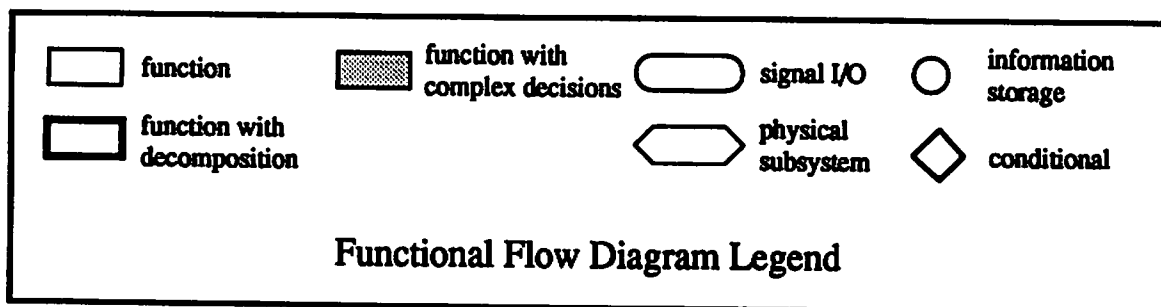 function
function with
complex decisions
signal I/O
information
storage
function with
decomposition
physical
subsystem
conditional
Functional Flow Diagram Legend